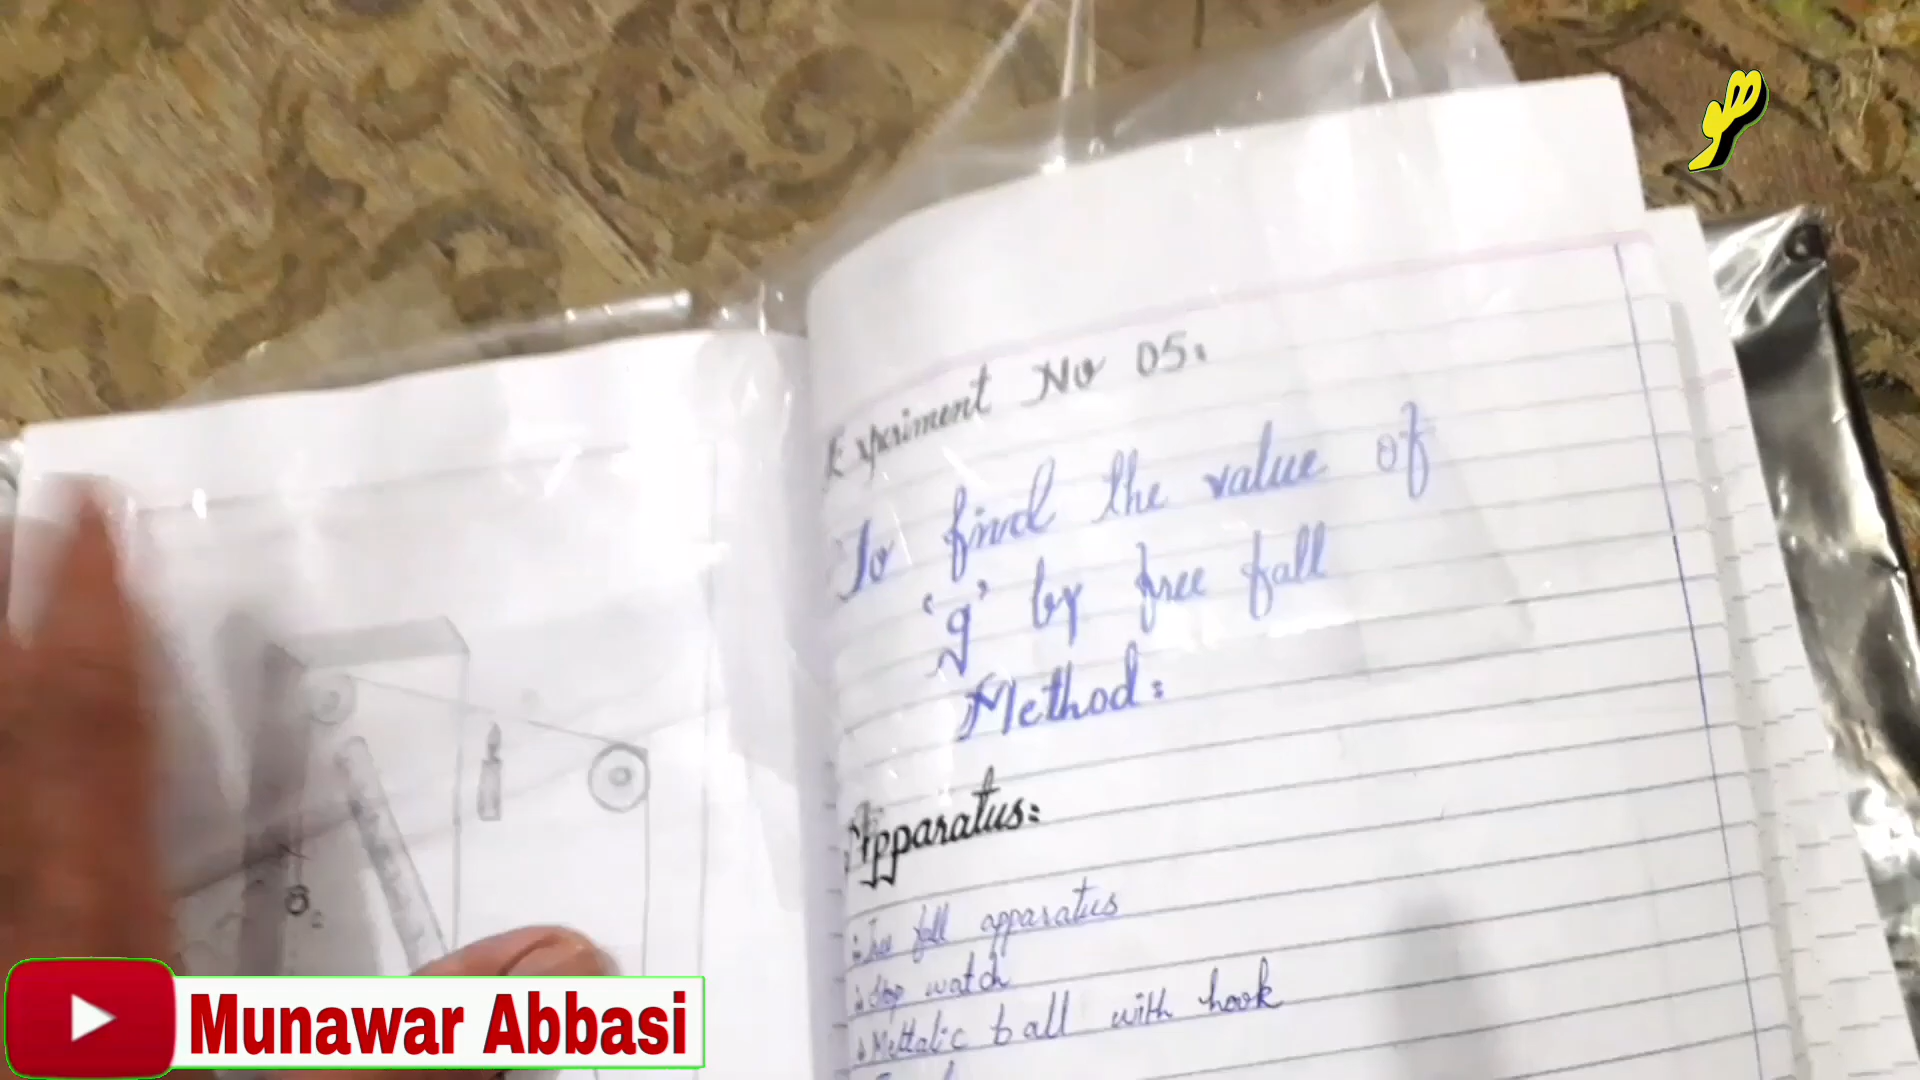 Experiment No 05:
To find the value of
'g' by free fall
Method:
Apparatus:
free fall apparatus
Stop watch
Mettalic ball with hook
Munawar Abbasi